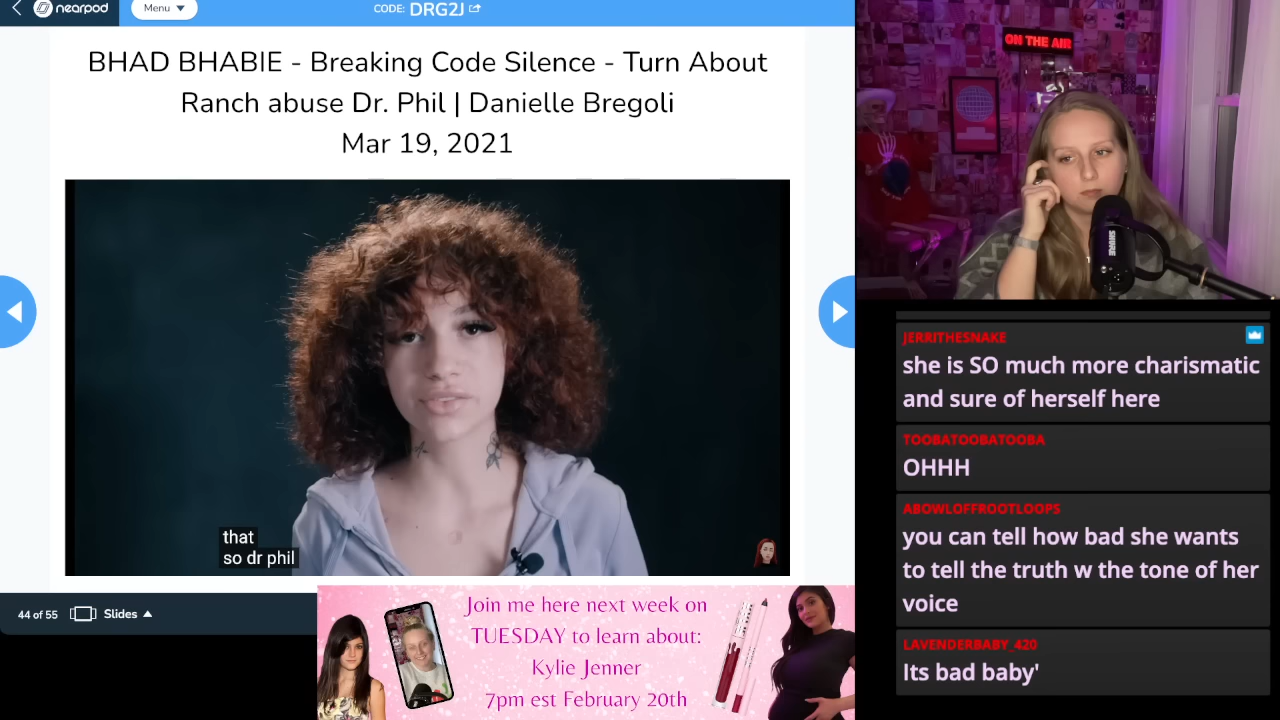 nearpod
Menu
CODE: DRG2J
BHAD BHABIE - Breaking Code Silence - Turn About
Ranch abuse Dr. Phil | Danielle Bregoli
Mar 19, 2021
that
so dr phil
44 of 55
Slides
Join me here next week on
TUESDAY to learn about:
Kylie Jenner
7pm est February 20th
ON THE AIR
SHURE
JERRITHESNAKE
she is SO much more charismatic
and sure of herself here
TOOBATOOBATOOBA
OHHH
ABOWLOFFROOTLOOPS
you can tell how bad she wants
to tell the truth w the tone of her
voice
LAVENDERBABY_420
Its bad baby'